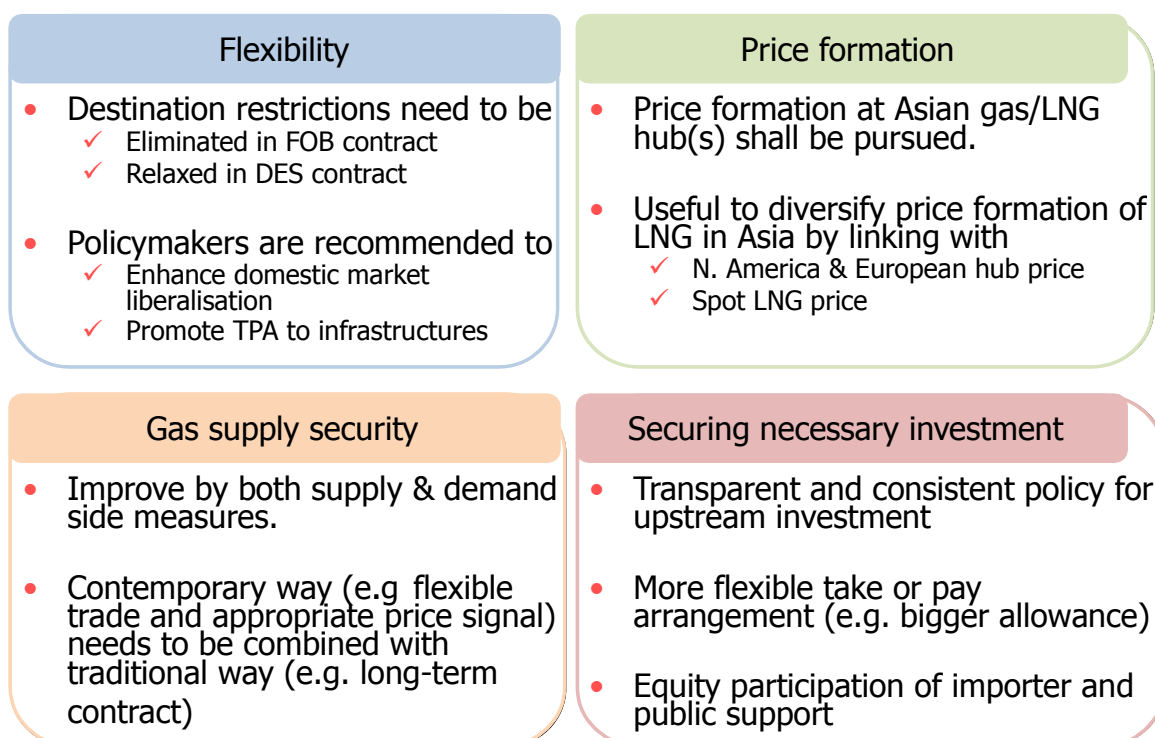 Flexibility
• Destination restrictions need to be
✓ Eliminated in FOB contract
✓ Relaxed in DES contract
• Policymakers are recommended to
✓ Enhance domestic market
liberalisation
✓ Promote TPA to infrastructures
Price formation
• Price formation at Asian gas/LNG
hub(s) shall be pursued.
• Useful to diversify price formation of
LNG in Asia by linking with
✓ N. America & European hub price
✓ Spot LNG price
Gas supply security
• Improve by both supply & demand
side measures.
• Contemporary way (e.g flexible
trade and appropriate price signal)
needs to be combined with
traditional way (e.g. long-term
contract)
Securing necessary investment
• Transparent and consistent policy for
upstream investment
• More flexible take or pay
arrangement (e.g. bigger allowance)
• Equity participation of importer and
public support